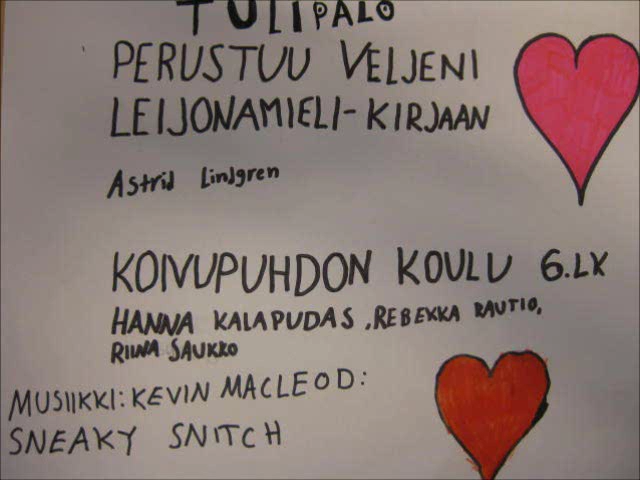 TULIPALO
PERUSTUU VELJENI
LEIJONAMIELI-KIRJAAN
Astrid Lindgren
KOIVUPUHDON KOULU 6.LK
HANNA KALAPUDAS, REBEKKA RAUTIO,
RIINA SAUKKO
MUSIIKKI: KEVIN MACLEOD:
SNEAKY SNITCH